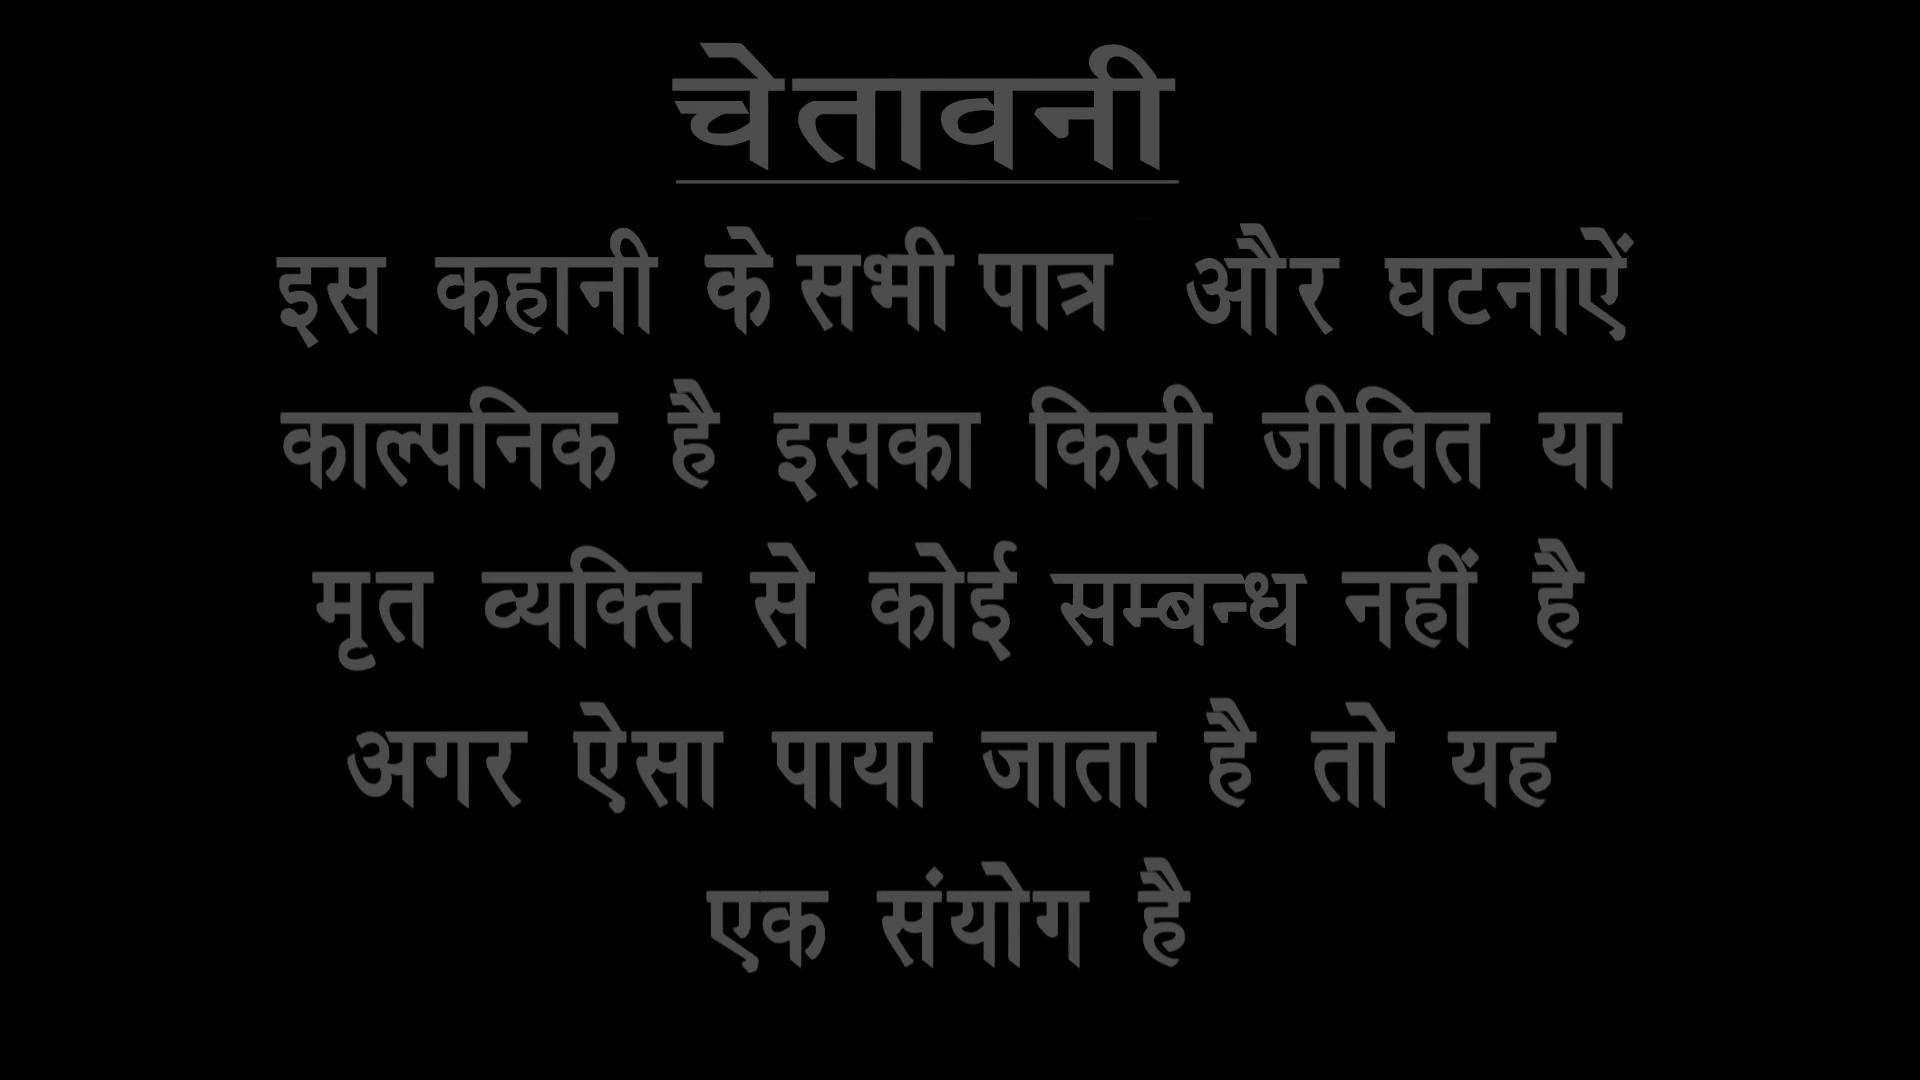 चेतावनी
इस कहानी के सभी पात्र और घटनाऐं
काल्पनिक है इसका किसी जीवित या
मृत व्यक्ति से कोई सम्बन्ध नहीं है
अगर ऐसा पाया जाता है तो यह
एक संयोग है